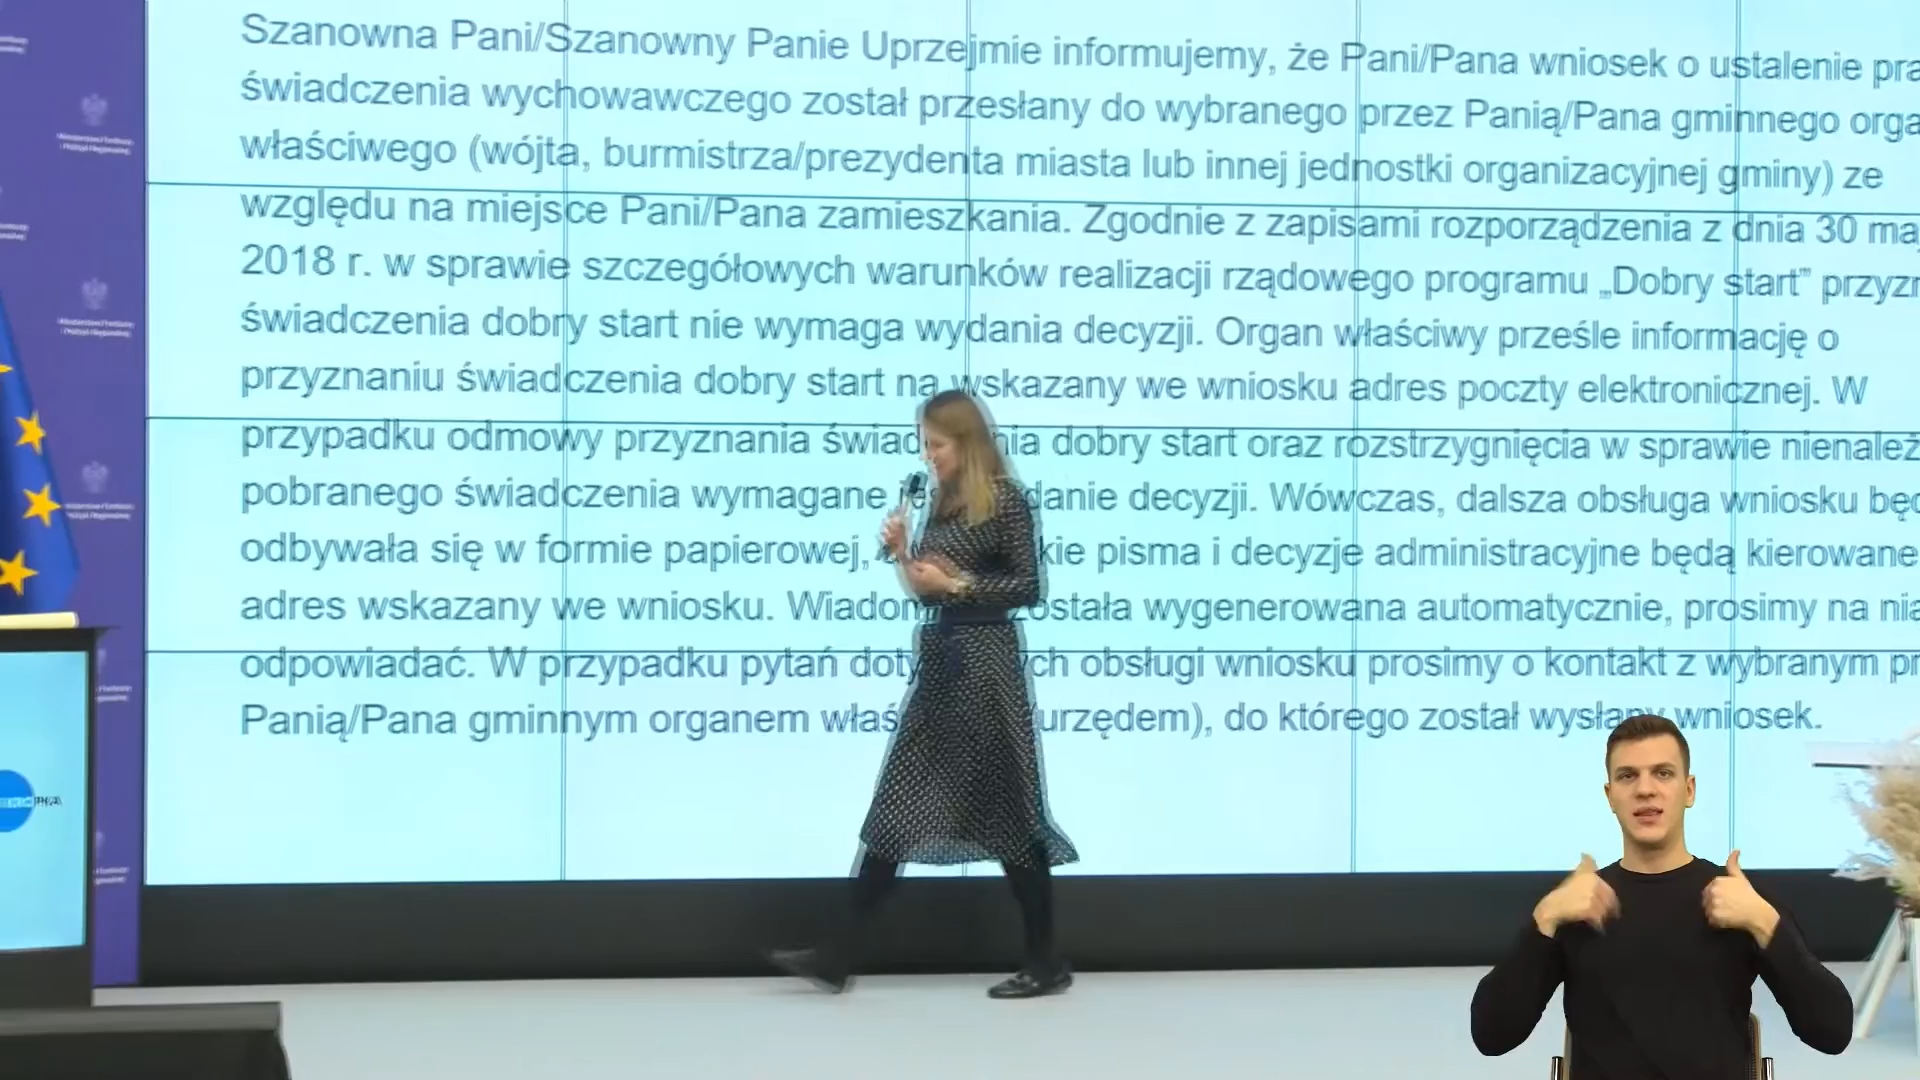 Szanowna Pani/Szanowny Panie Uprzejmie informujemy, że Pani/Pana wniosek o ustalenie
świadczenia wychowawczego został przesłany do wybranego przez Panią/Pana gminnego
właściwego (wójta, burmistrza/prezydenta miasta lub innej jednostki organizacyjnej gminy) ze
względu na miejsce Pani/Pana zamieszkania. Zgodnie z zapisami rozporządzenia z dnia 30
2018 r. w sprawie szczegółowych warunków realizacji rządowego programu „Dobry start”
świadczenia dobry start nie wymaga wydania decyzji. Organ właściwy prześle informację o
przyznaniu świadczenia dobry start na wskazany we wniosku adres poczty elektronicznej. W
przypadku odmowy przyznania dobry start oraz rozstrzygnięcia w sprawie
pobranego świadczenia wymagane decyzji. Wówczas, dalsza obsługa wniosku
odbywała się w formie papierowej, pisma i decyzje administracyjne będą kierowane
adres wskazany we wniosku. została wygenerowana automatycznie, prosimy na
odpowiadać. W przypadku pytań obsługi wniosku prosimy o kontakt z wybranym
Panią/Pana gminnym organem (urzędem), do którego został wysłany wniosek.